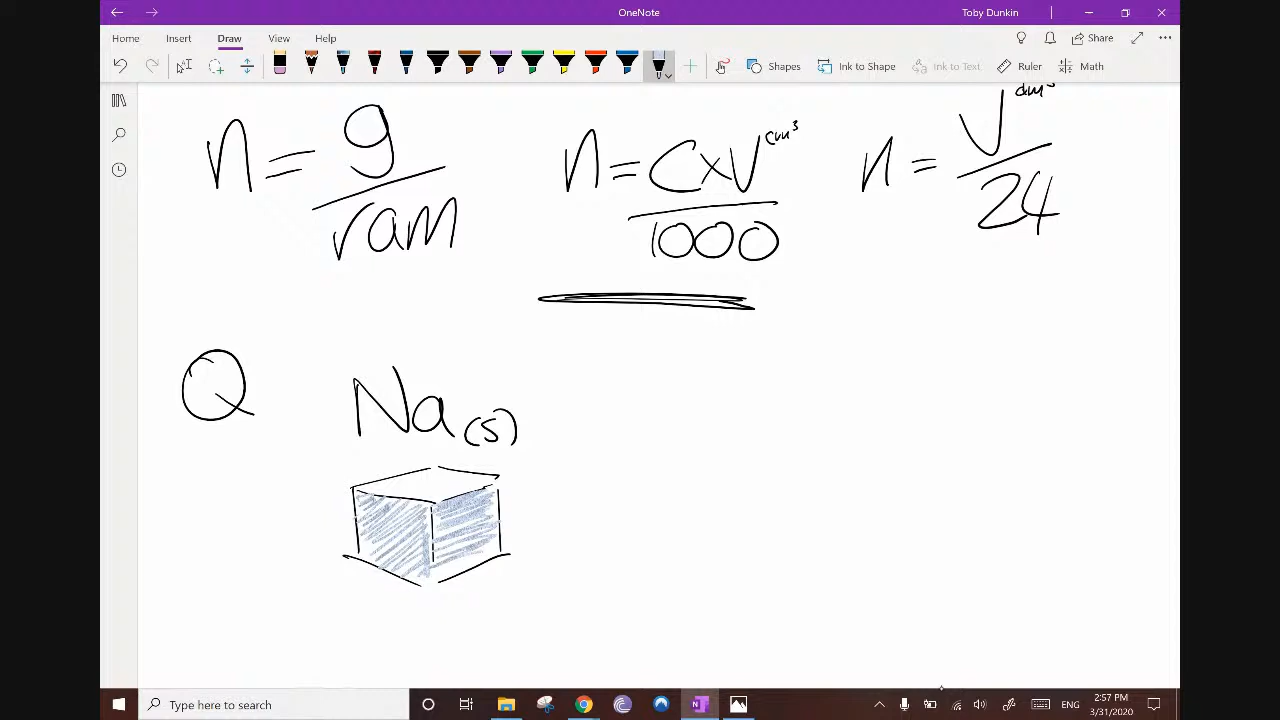 OneNote
Toby Dunkin
Home Insert Draw View Help
Share
Shapes Ink to Shape Ink to Text Ruler Math
n = g / ram
n = C x V cm³ / 1000
n = V dm³ / 24
Q Na (s)
Type here to search
ENG
2:57 PM
3/31/2020